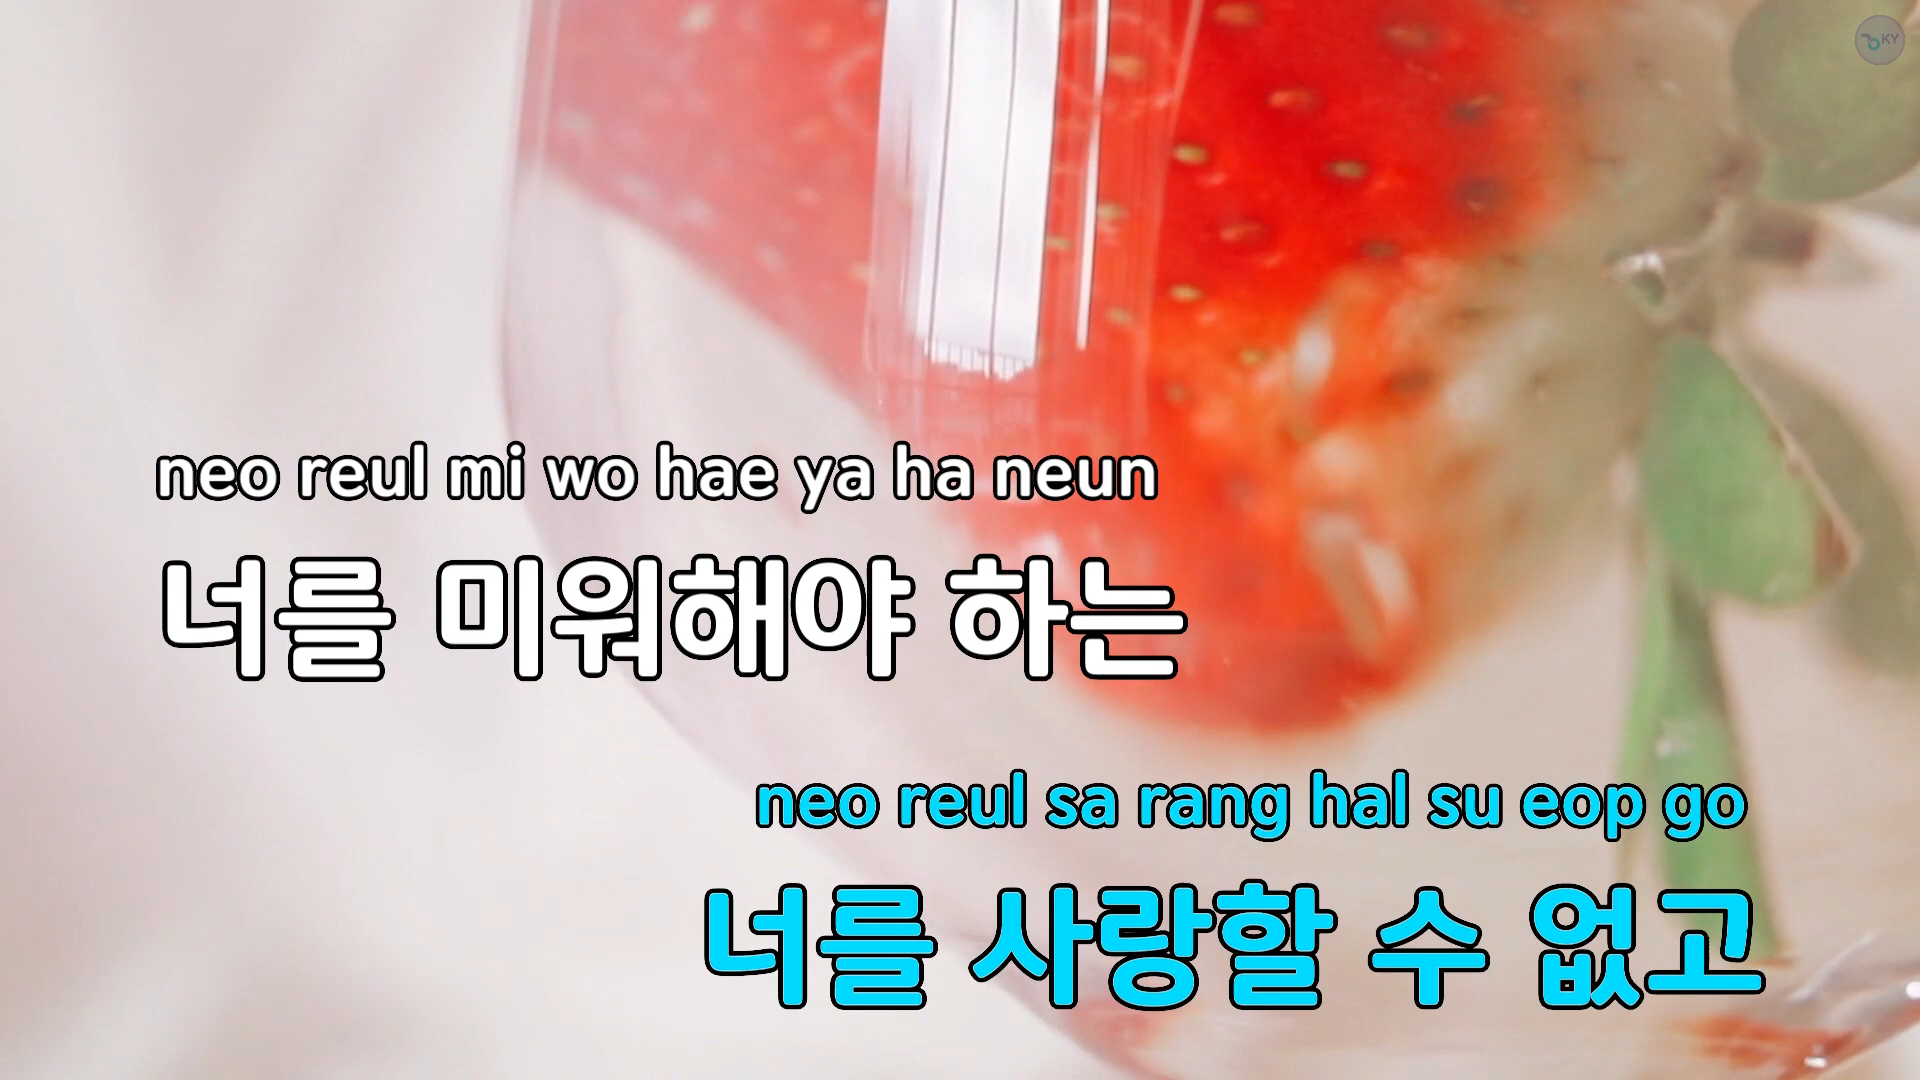 KY
neo reul mi wo hae ya ha neun
너를 미워해야 하는
neo reul sa rang hal su eop go
너를 사랑할 수 없고